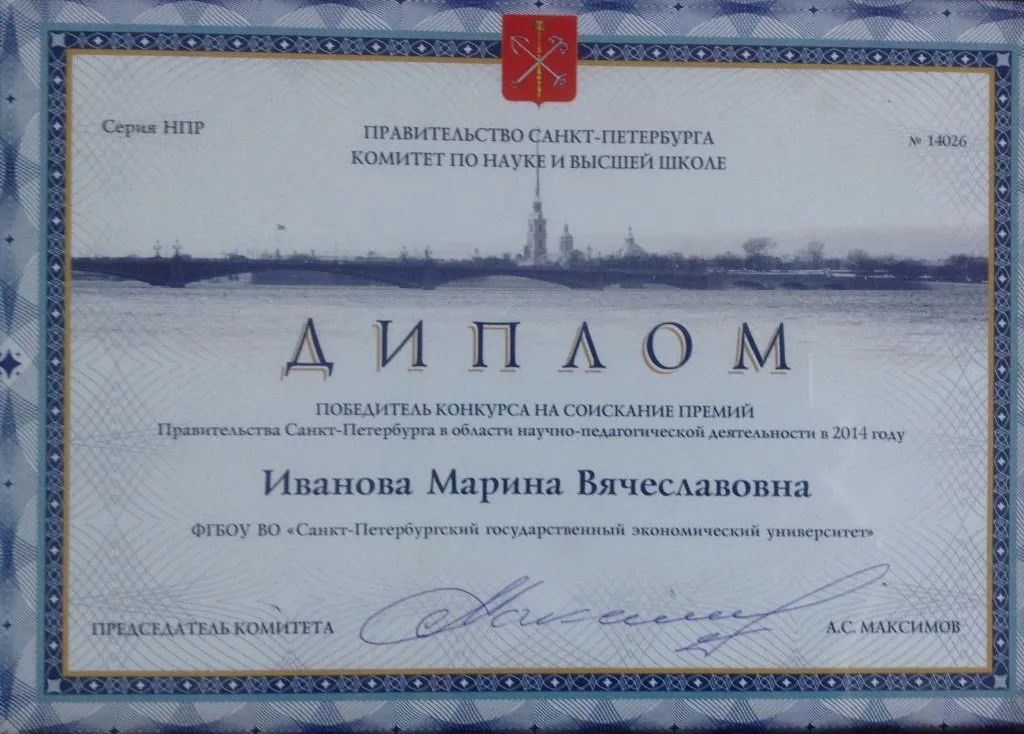 Серия НПР
ПРАВИТЕЛЬСТВО САНКТ-ПЕТЕРБУРГА
КОМИТЕТ ПО НАУКЕ И ВЫСШЕЙ ШКОЛЕ
№ 14026
ДИПЛОМ
ПОБЕДИТЕЛЬ КОНКУРСА НА СОИСКАНИЕ ПРЕМИЙ
Правительства Санкт-Петербурга в области научно-педагогической деятельности в 2014 году
Иванова Марина Вячеславовна
ФГБОУ ВО «Санкт-Петербургский государственный экономический университет»
ПРЕДСЕДАТЕЛЬ КОМИТЕТА
А.С. МАКСИМОВ